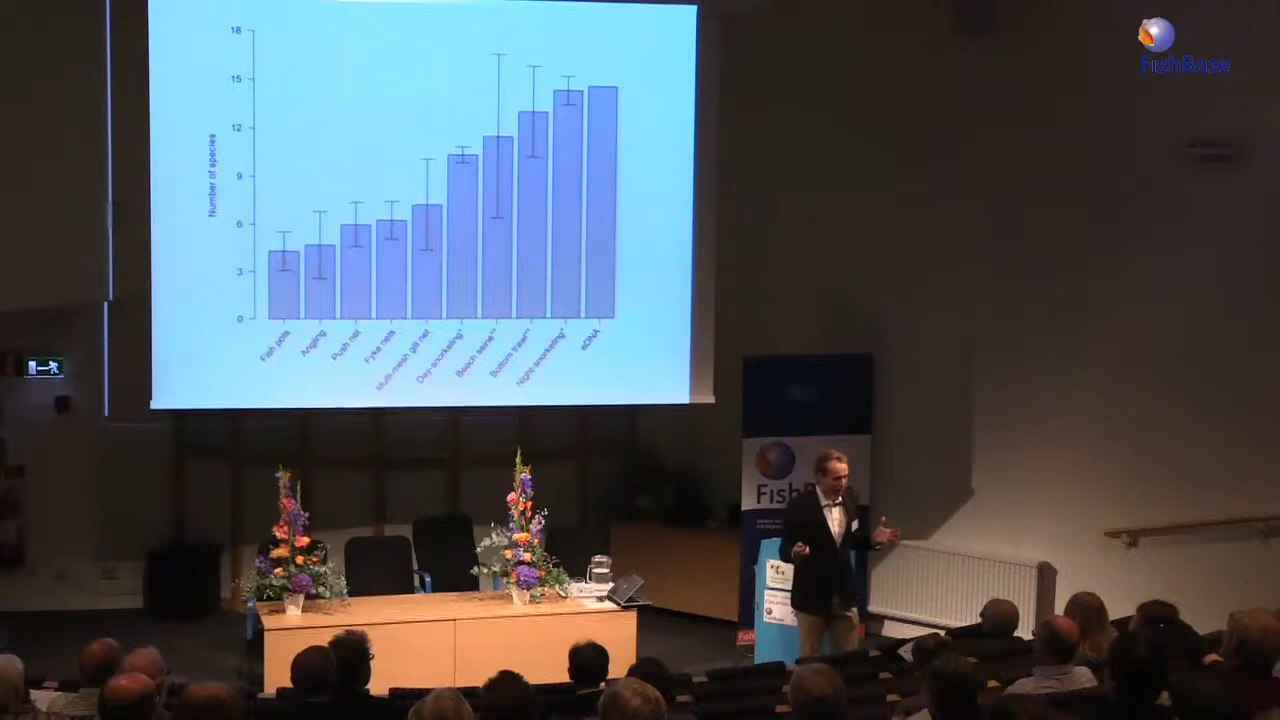 FishBase
18
15
12
9
6
3
0
Number of species
Fish pots
Angling
Push net
Fyke nets
Multi-mesh gill net
Day-snorkeling*
Beach seine**
Bottom trawl**
Night-snorkeling*
eDNA
FishB